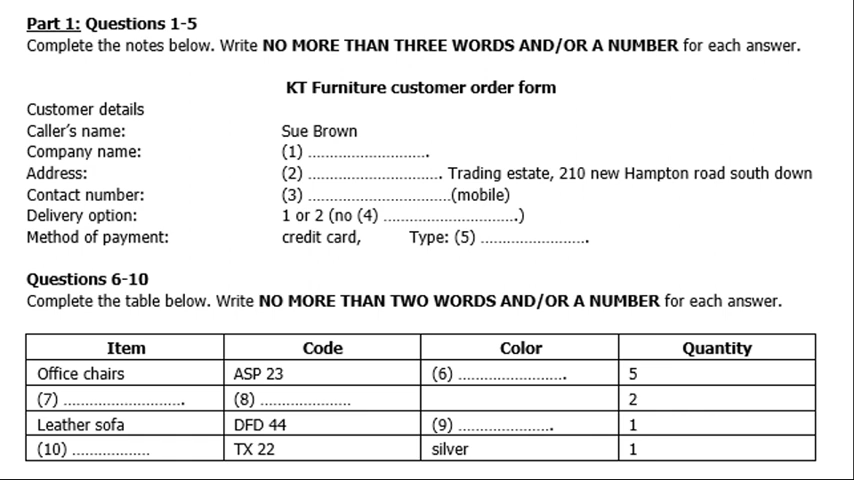 Part 1: Questions 1-5
Complete the notes below. Write NO MORE THAN THREE WORDS AND/OR A NUMBER for each answer.
KT Furniture customer order form
Customer details
Caller's name: Sue Brown
Company name: (1) ............................
Address: (2) ............................... Trading estate, 210 new Hampton road south down
Contact number: (3) .................................(mobile)
Delivery option: 1 or 2 (no (4) ...............................)
Method of payment: credit card, Type: (5) .........................
Questions 6-10
Complete the table below. Write NO MORE THAN TWO WORDS AND/OR A NUMBER for each answer.
Item Code Color Quantity
Office chairs ASP 23 (6) ......................... 5
(7) ............................ (8) ..................... 2
Leather sofa DFD 44 (9) ...................... 1
(10) .................. TX 22 silver 1